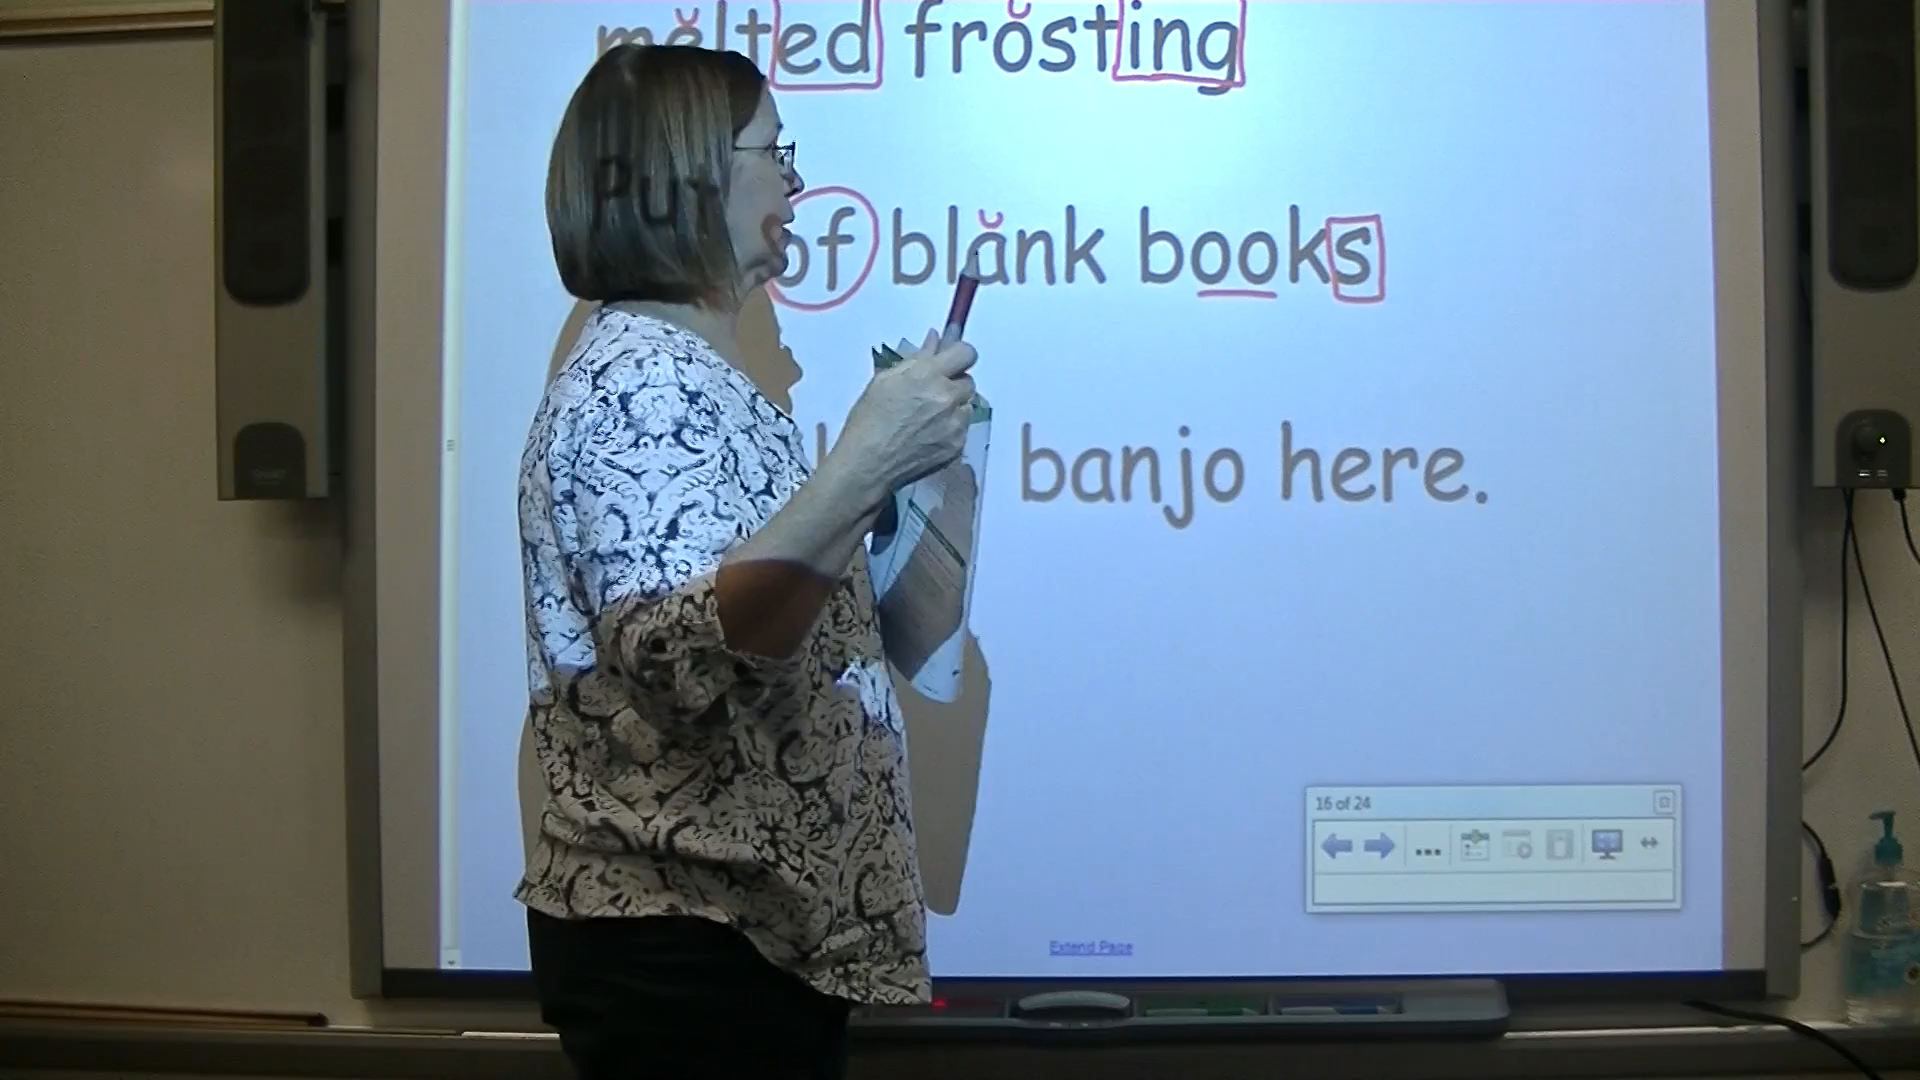 melted frosting
of blank books
Put banjo here.
16 of 24
Extend Page